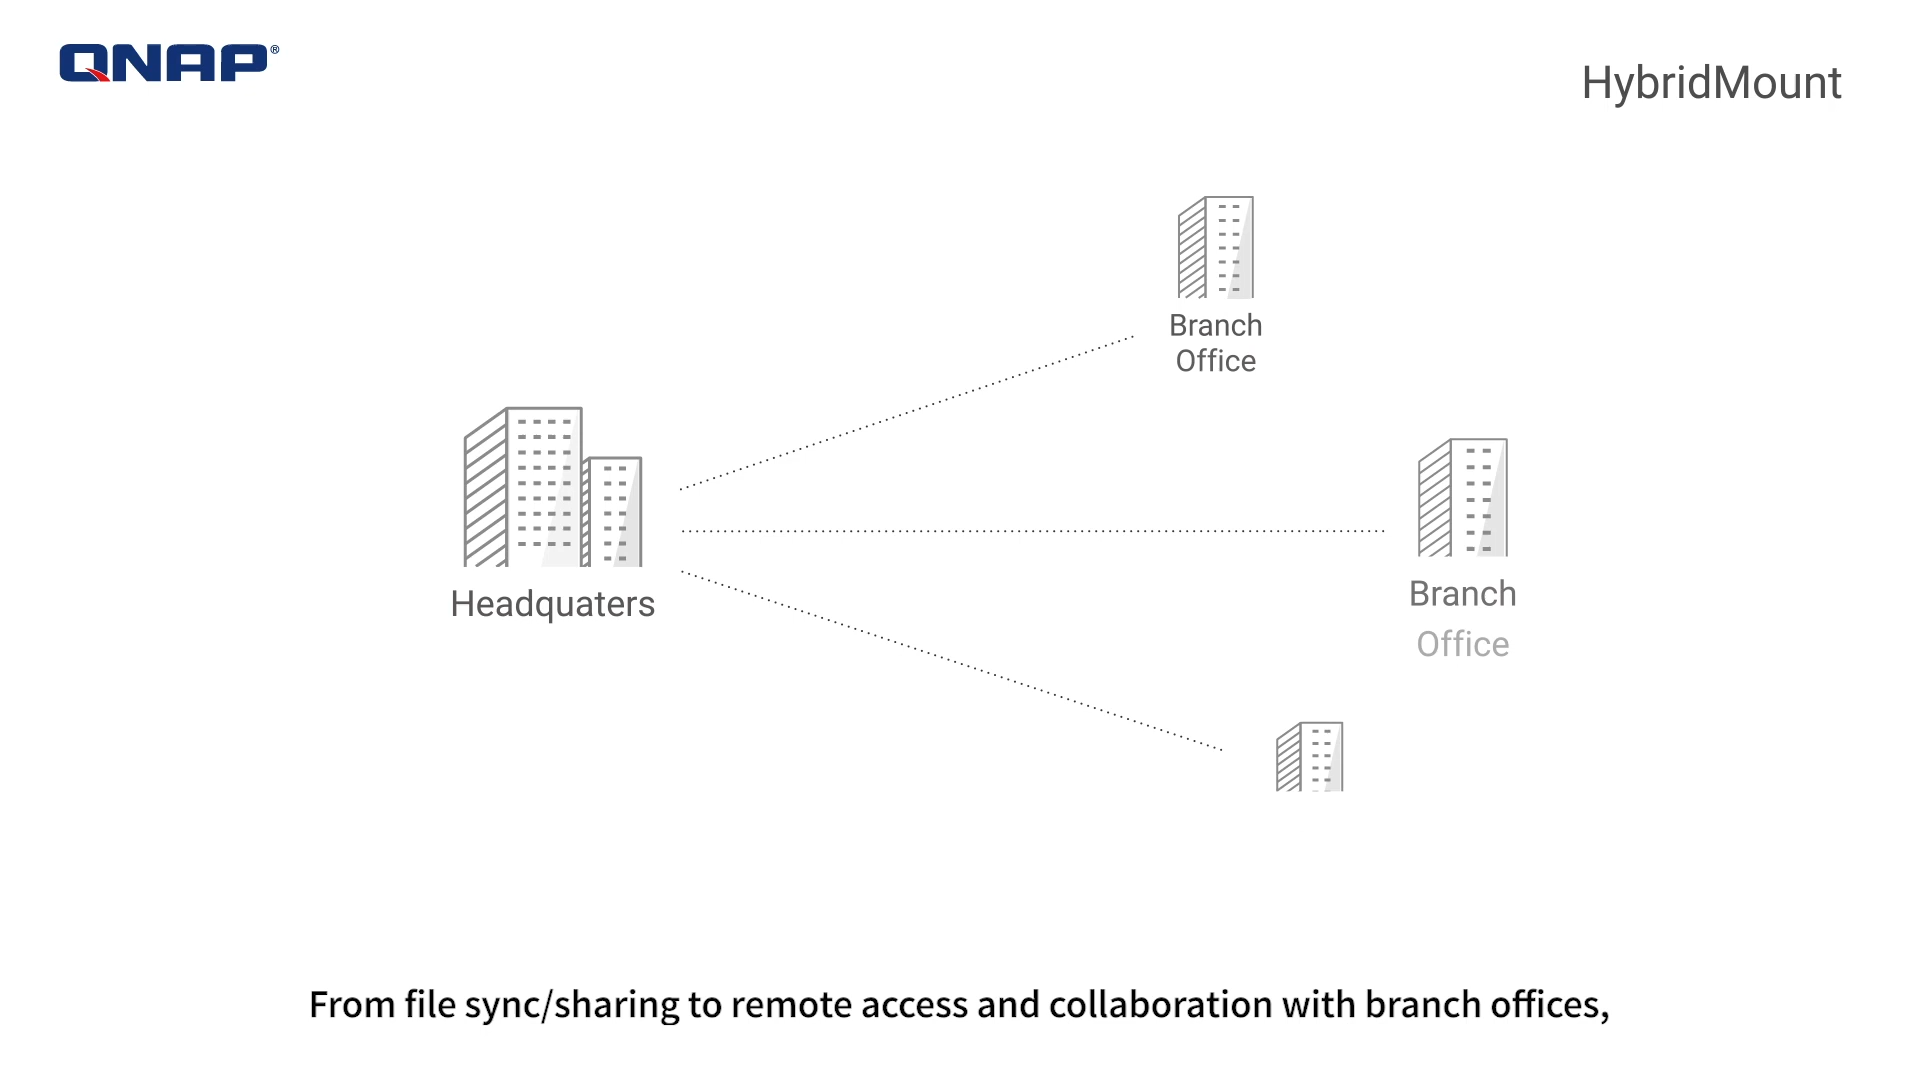 QNAP®
HybridMount
Branch
Office
Headquaters
Branch
Office
From file sync/sharing to remote access and collaboration with branch offices,